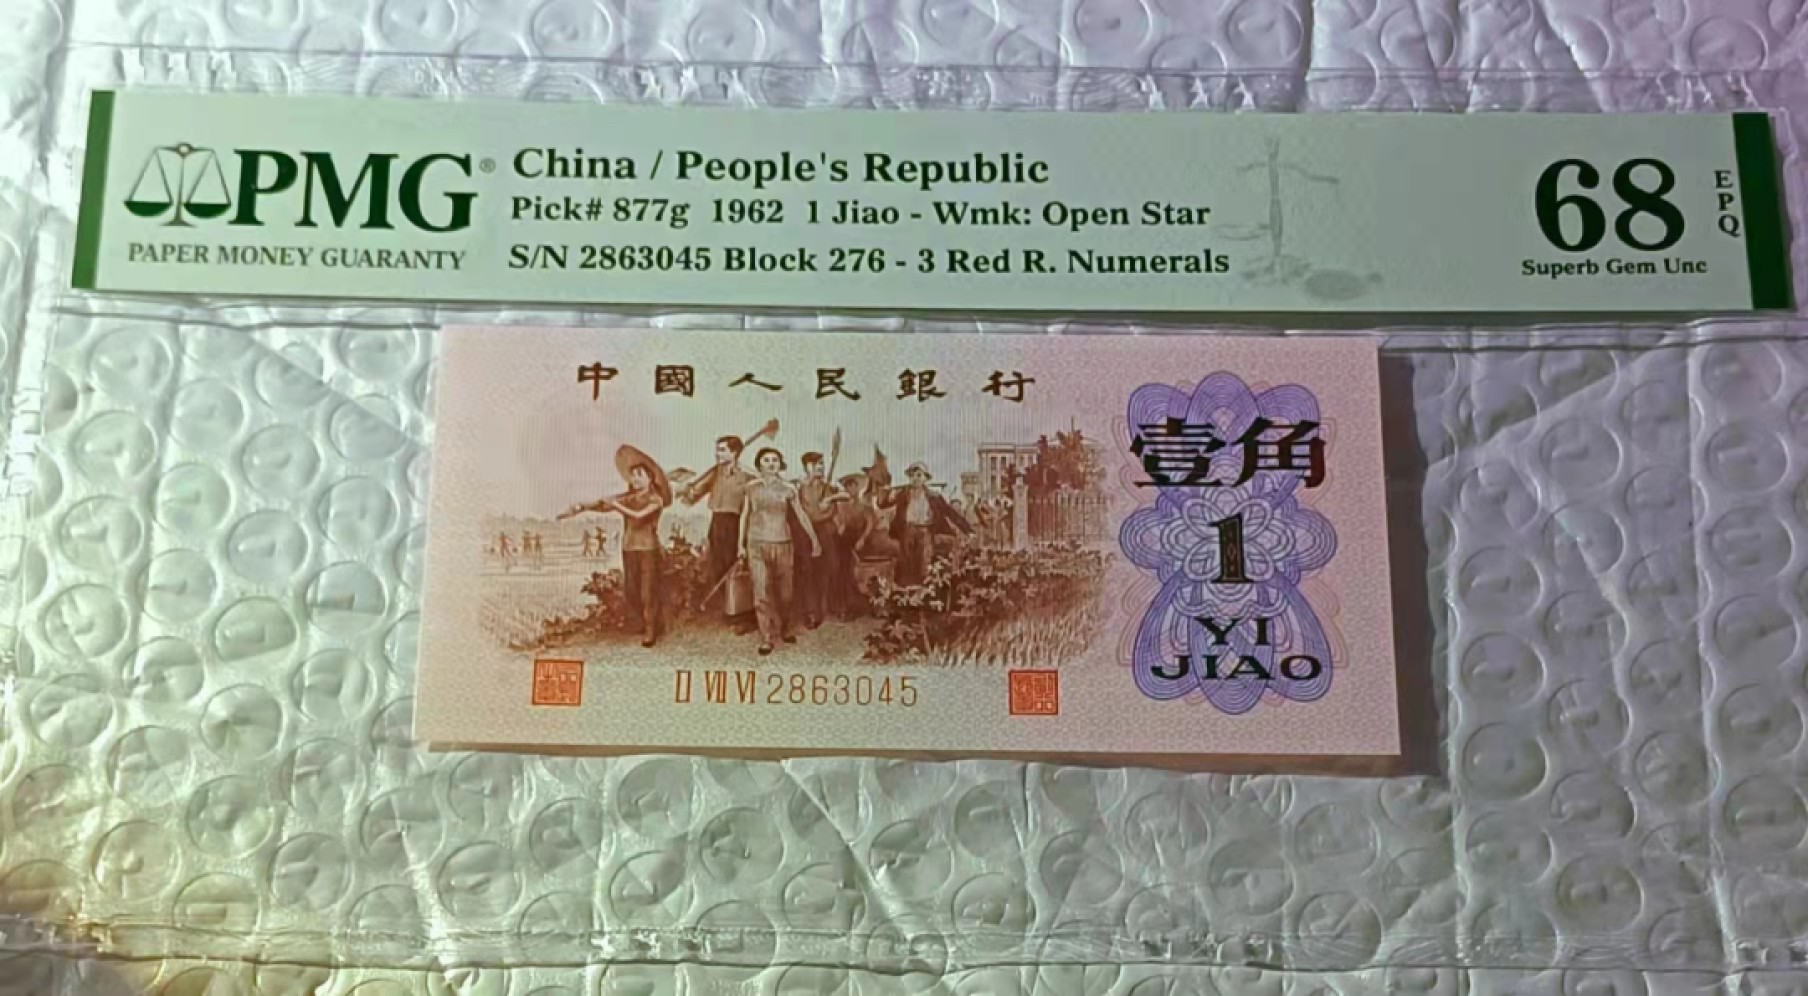 PMG®
PAPER MONEY GUARANTY
China / People's Republic
Pick# 877g 1962 1 Jiao - Wmk: Open Star
S/N 2863045 Block 276 - 3 Red R. Numerals
68
EPQ
Superb Gem Unc
中國人民銀行
壹角
1
YI
JIAO
Ⅱ Ⅶ Ⅵ 2863045